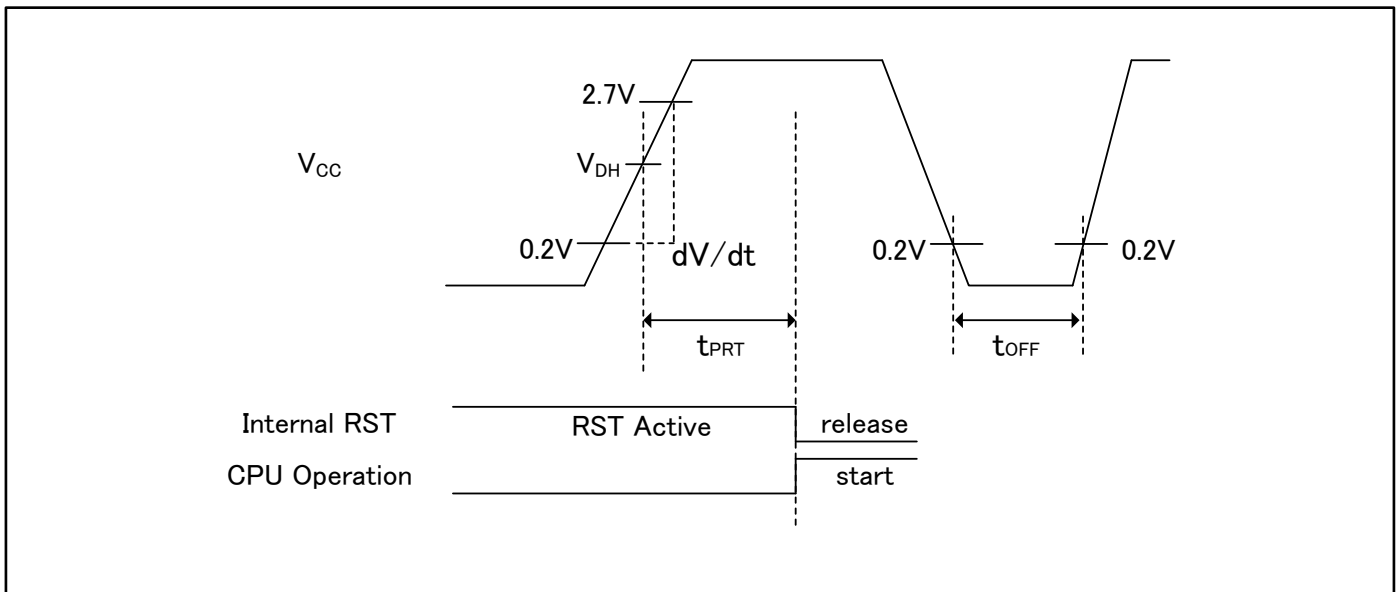 2.7V
VCC
VDH
0.2V
dV/dt
0.2V
0.2V
tPRT
tOFF
Internal RST
RST Active
release
CPU Operation
start